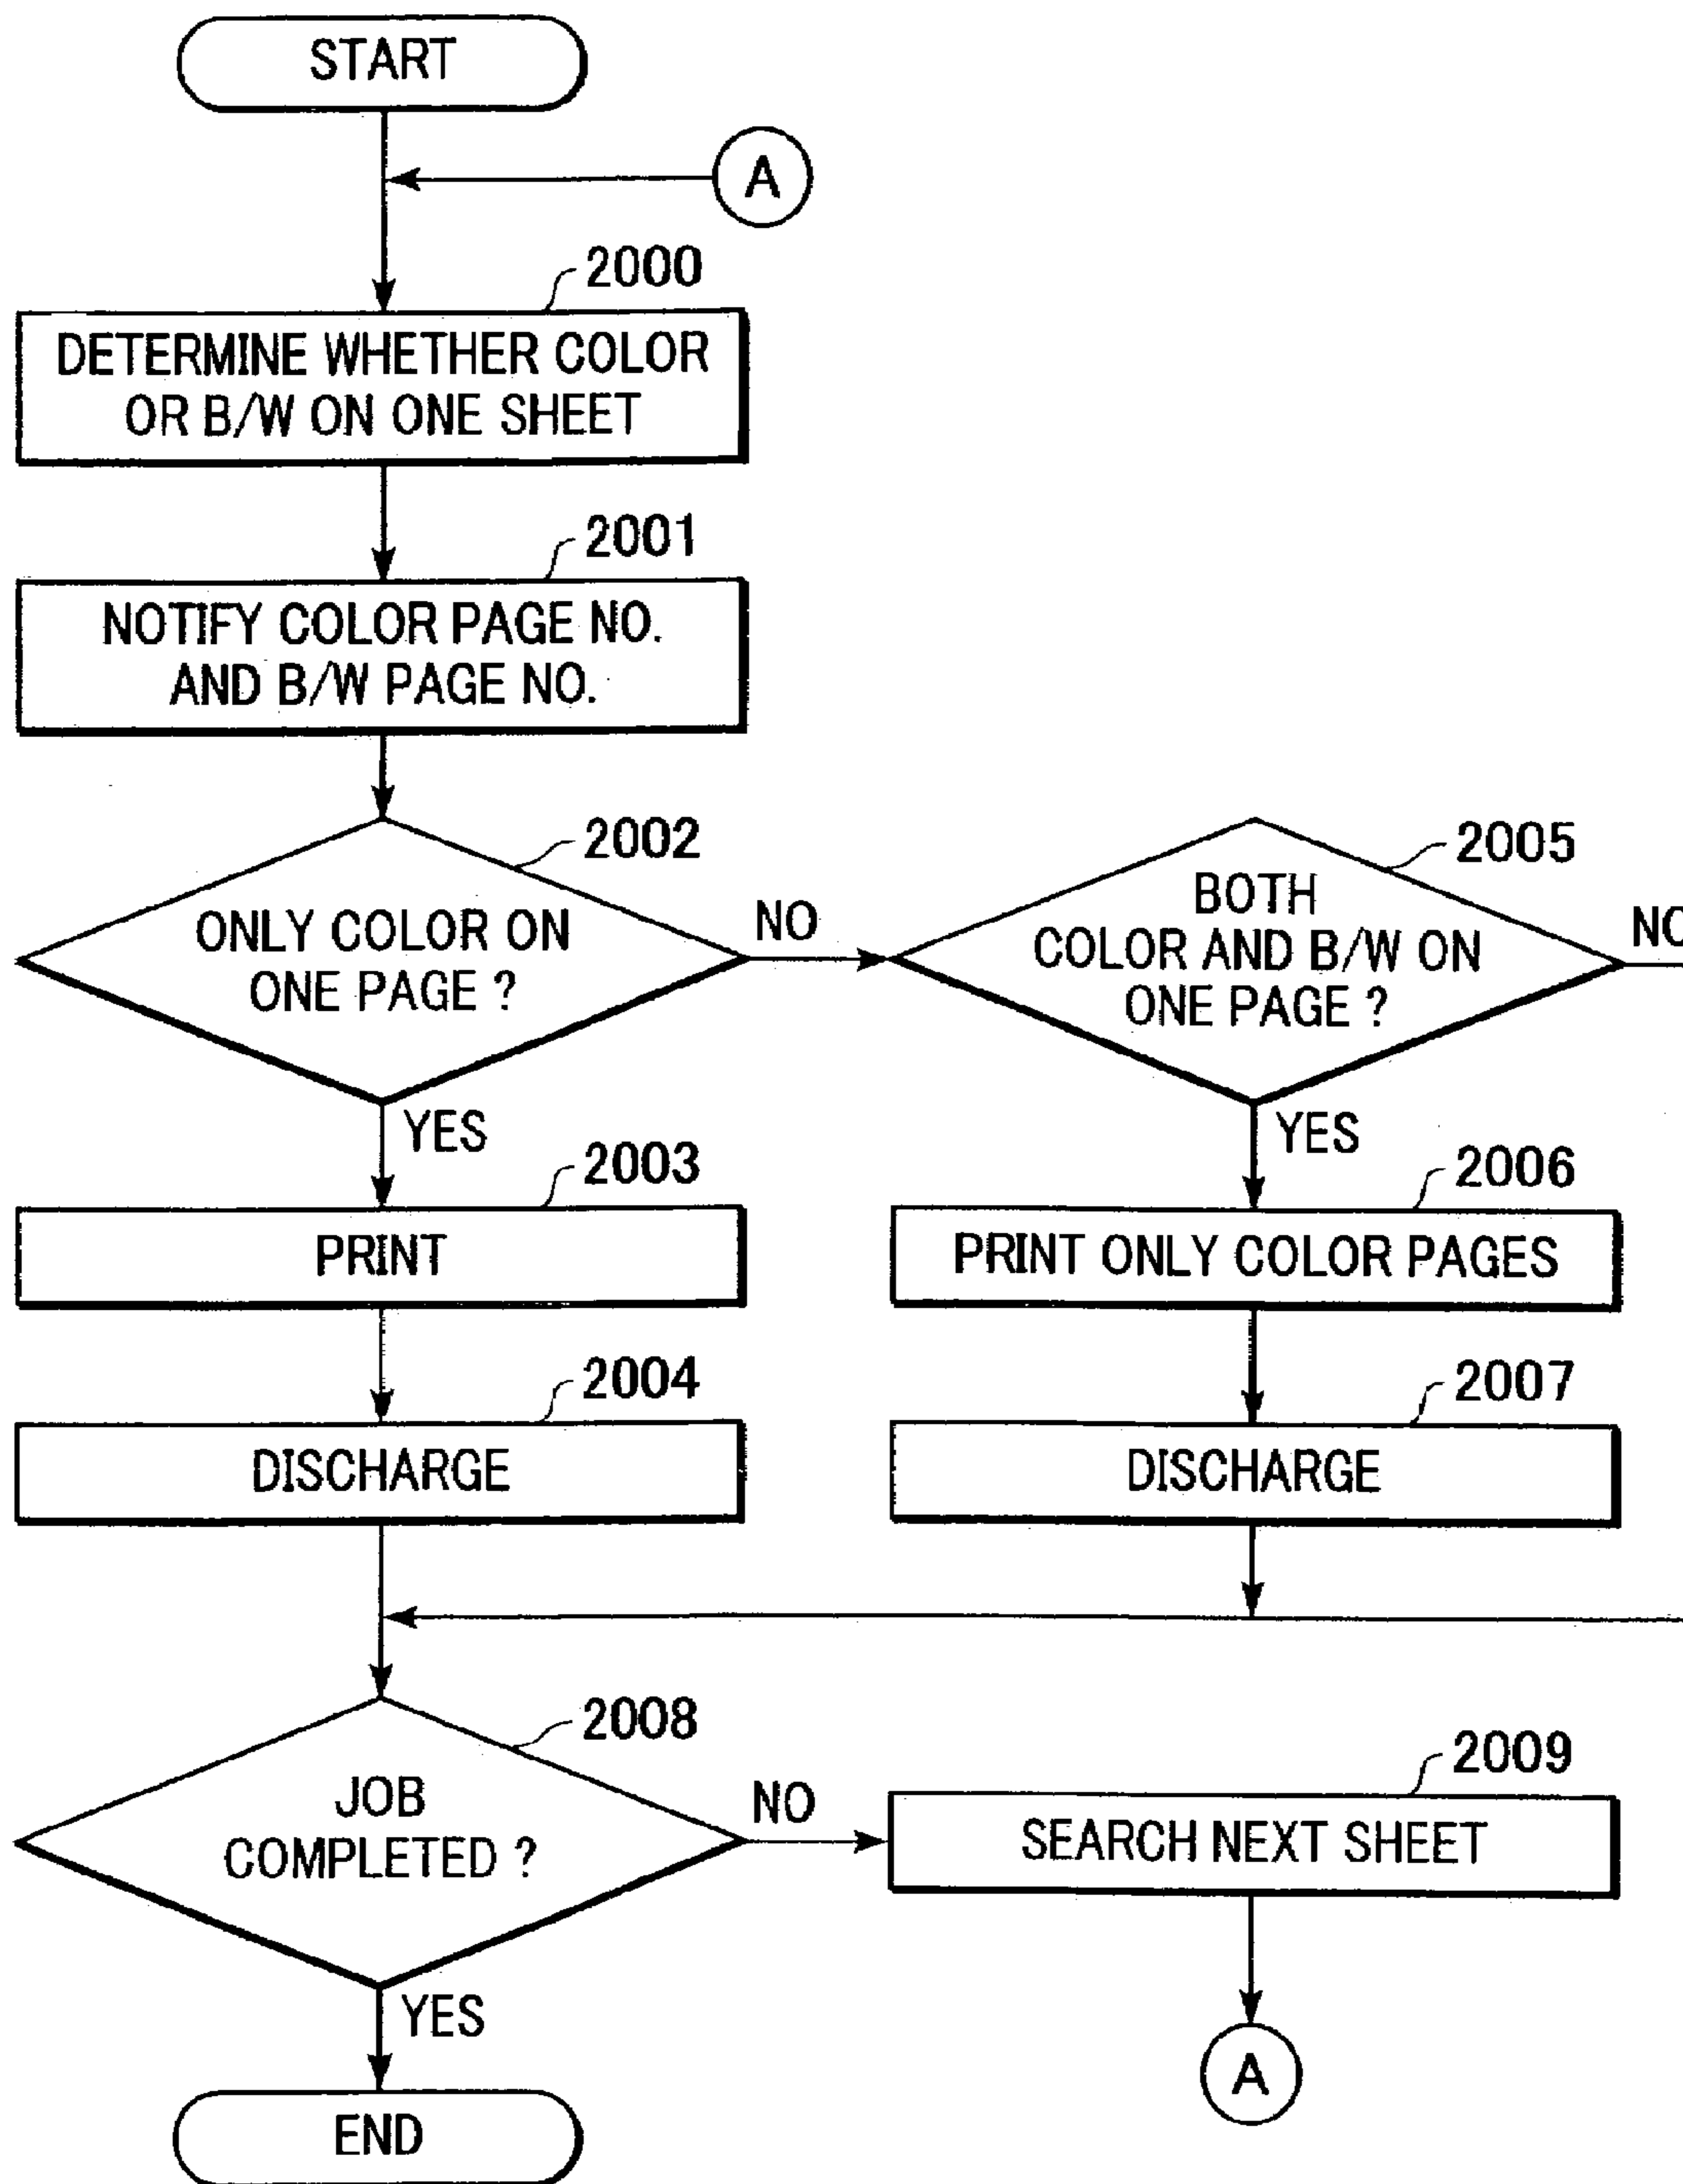 START
A
2000
DETERMINE WHETHER COLOR
OR B/W ON ONE SHEET
2001
NOTIFY COLOR PAGE NO.
AND B/W PAGE NO.
2002
ONLY COLOR ON
ONE PAGE ?
NO
2005
BOTH
COLOR AND B/W ON
ONE PAGE ?
NO
YES
YES
2003
PRINT
2006
PRINT ONLY COLOR PAGES
2004
DISCHARGE
2007
DISCHARGE
2008
JOB
COMPLETED ?
NO
2009
SEARCH NEXT SHEET
YES
A
END